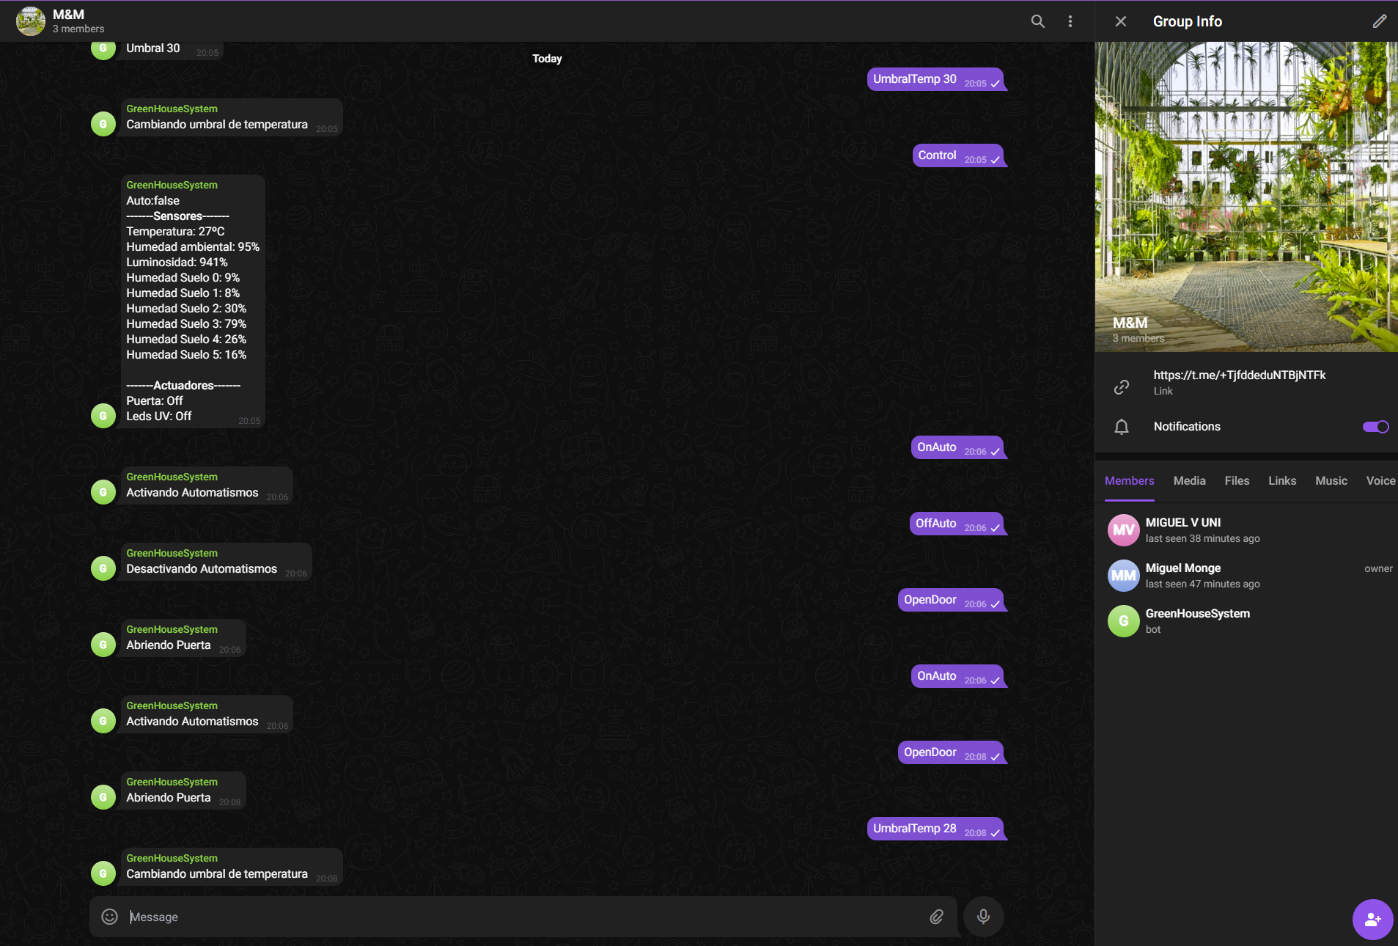 M&M
3 members
Umbral 30 20:05
Today
UmbralTemp 30 20:05
GreenHouseSystem
Cambiando umbral de temperatura 20:05
Control 20:05
GreenHouseSystem
Auto:false
-------Sensores-------
Temperatura: 27ºC
Humedad ambiental: 95%
Luminosidad: 941%
Humedad Suelo 0: 9%
Humedad Suelo 1: 8%
Humedad Suelo 2: 30%
Humedad Suelo 3: 79%
Humedad Suelo 4: 26%
Humedad Suelo 5: 16%
-------Actuadores-------
Puerta: Off
G
Leds UV: Off 20:05
OnAuto 20:06
GreenHouseSystem
Activando Automatismos 20:06
OffAuto 20:06
GreenHouseSystem
Desactivando Automatismos 20:06
OpenDoor 20:06
GreenHouseSystem
Abriendo Puerta 20:06
OnAuto 20:06
GreenHouseSystem
Activando Automatismos 20:06
OpenDoor 20:08
GreenHouseSystem
Abriendo Puerta 20:08
UmbralTemp 28 20:08
GreenHouseSystem
Cambiando umbral de temperatura 20:08
Message
Group Info
M&M
3 members
https://t.me/+TjfddeduNTBjNTFk
Link
Notifications
Members Media Files Links Music Voice
MV
MIGUEL V UNI
last seen 38 minutes ago
MM
Miguel Monge owner
last seen 47 minutes ago
G
GreenHouseSystem
bot